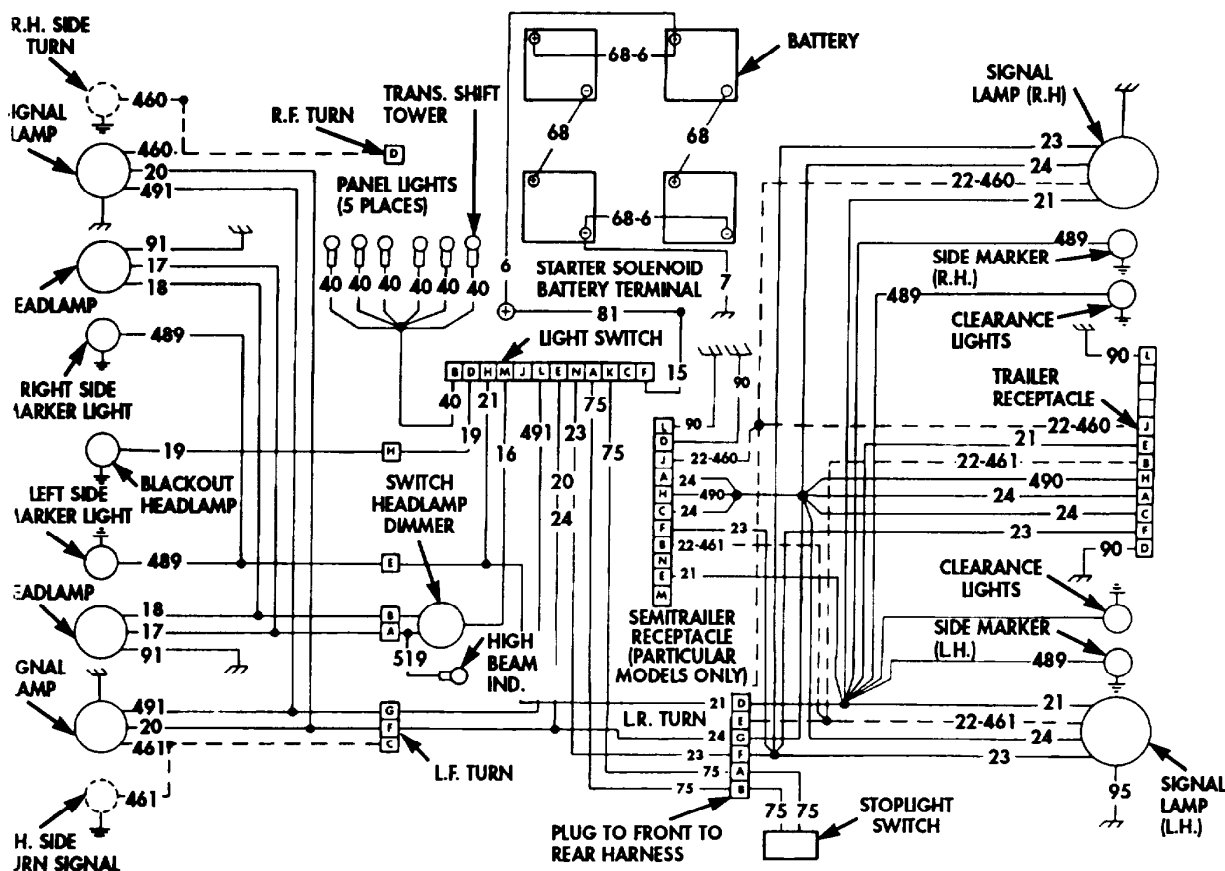 R.H. SIDE
TURN
460
IGNAL
LAMP
460
20
491
R.F. TURN
D
TRANS. SHIFT
TOWER
PANEL LIGHTS
(5 PLACES)
40 40 40 40 40 40
68-6
BATTERY
68 68
68-6
6
7
STARTER SOLENOID
BATTERY TERMINAL
81
LIGHT SWITCH
15
B D H M J L E N A K C F
40 19 21 16 491 20 24 23 75 75
91
17
18
EADLAMP
489
RIGHT SIDE
MARKER LIGHT
19
H
BLACKOUT
HEADLAMP
LEFT SIDE
MARKER LIGHT
489
E
SWITCH
HEADLAMP
DIMMER
EADLAMP
18
17
91
B
A
519
HIGH
BEAM
IND.
IGNAL
AMP
491
20
461
G
F
C
L.F. TURN
461
H. SIDE
URN SIGNAL
90 90
L
D
J
A
H
C
F
B
N
E
M
90
22-460
24
490
24
23
22-461
21
SEMITRAILER
RECEPTACLE
(PARTICULAR
MODELS ONLY)
L.R. TURN
21 D
E
24 G
23 F
75 A
75 B
PLUG TO FRONT TO
REAR HARNESS
75 75
STOPLIGHT
SWITCH
SIGNAL
LAMP (R.H)
23
24
22-460
21
489
SIDE MARKER
(R.H.)
489
CLEARANCE
LIGHTS
90
TRAILER
RECEPTACLE
L
J
E
B
H
A
C
F
D
22-460
21
22-461
490
24
24
23
90
CLEARANCE
LIGHTS
SIDE MARKER
(L.H.)
489
21
22-461
24
23
95
SIGNAL
LAMP
(L.H.)